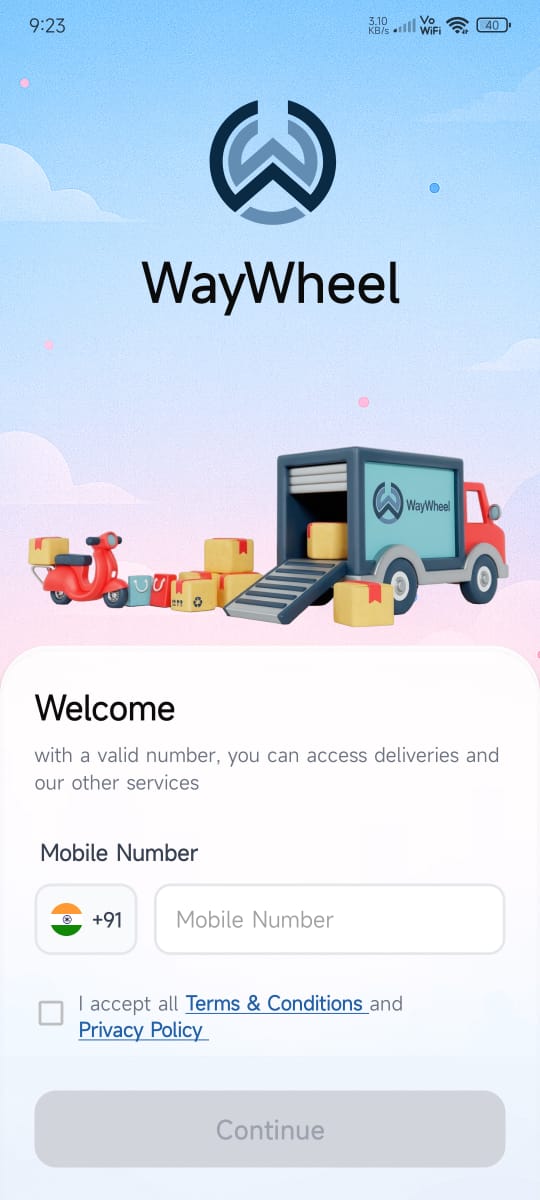 9:23
3.10
KB/s
Vo
WiFi
40
WayWheel
WayWheel
Welcome
with a valid number, you can access deliveries and
our other services
Mobile Number
+91
Mobile Number
I accept all Terms & Conditions and
Privacy Policy
Continue